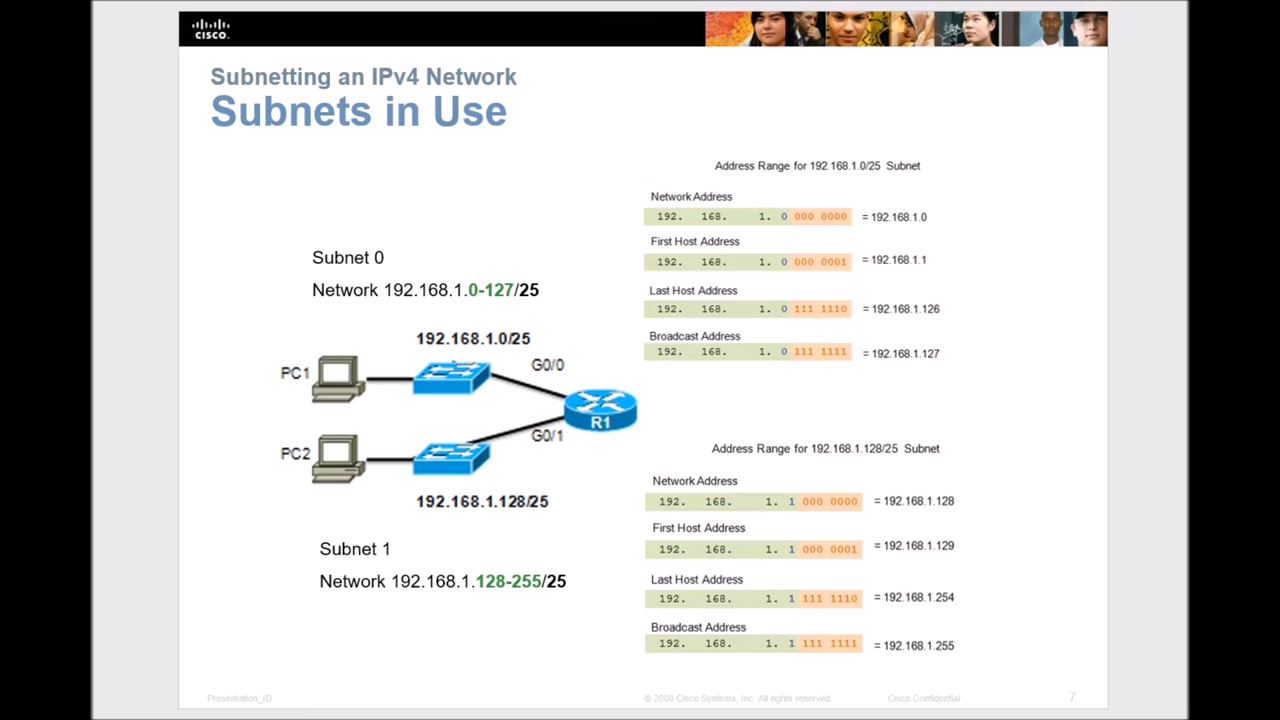 CISCO.
Subnetting an IPv4 Network
Subnets in Use
Subnet 0
Network 192.168.1.0-127/25
192.168.1.0/25
PC1
G0/0
R1
PC2
G0/1
192.168.1.128/25
Subnet 1
Network 192.168.1.128-255/25
Address Range for 192.168.1.0/25 Subnet
Network Address
192. 168. 1. 0 000 0000 = 192.168.1.0
First Host Address
192. 168. 1. 0 000 0001 = 192.168.1.1
Last Host Address
192. 168. 1. 0 111 1110 = 192.168.1.126
Broadcast Address
192. 168. 1. 0 111 1111 = 192.168.1.127
Address Range for 192.168.1.128/25 Subnet
Network Address
192. 168. 1. 1 000 0000 = 192.168.1.128
First Host Address
192. 168. 1. 1 000 0001 = 192.168.1.129
Last Host Address
192. 168. 1. 1 111 1110 = 192.168.1.254
Broadcast Address
192. 168. 1. 1 111 1111 = 192.168.1.255
Presentation_ID
© 2008 Cisco Systems, Inc. All rights reserved.
Cisco Confidential
7